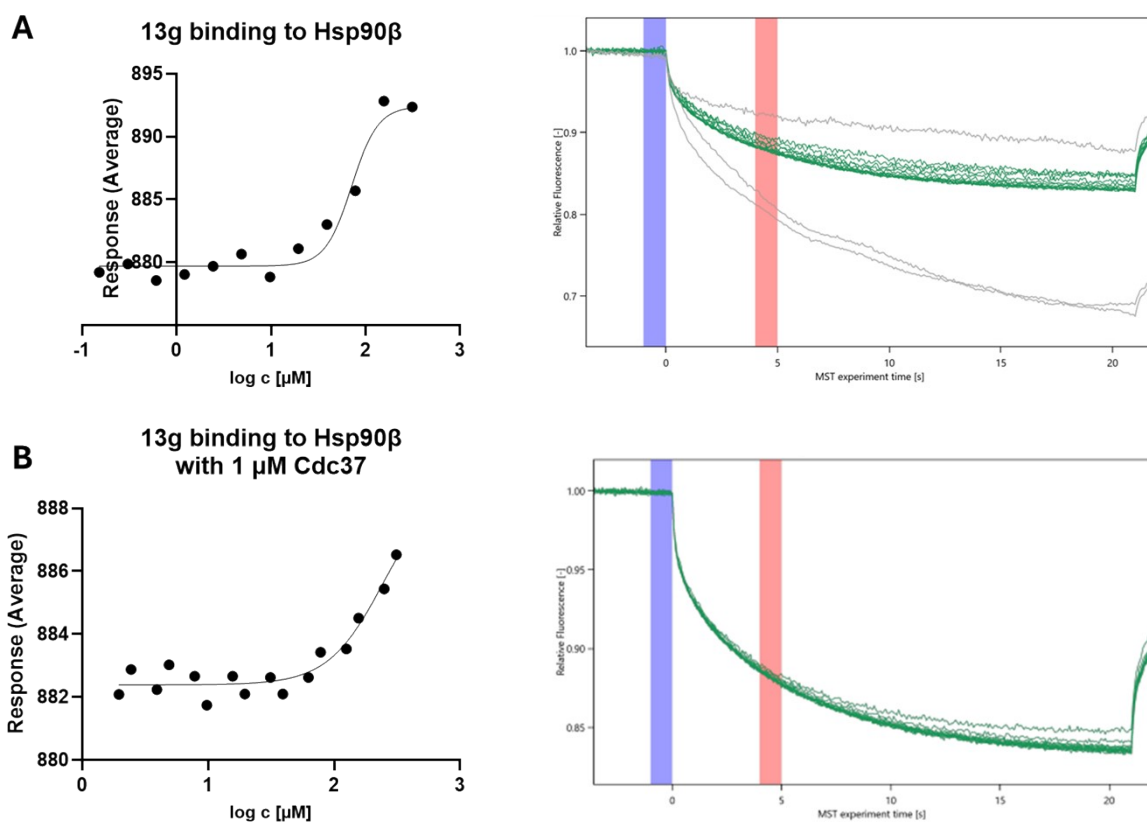 A
13g binding to Hsp90β
895
890
885
880
Response (Average)
-1 0 1 2 3
log c [µM]
1.0
0.9
0.8
0.7
Relative Fluorescence [-]
0 5 10 15 20
MST experiment time [s]
B
13g binding to Hsp90β
with 1 µM Cdc37
888
886
884
882
880
Response (Average)
0 1 2 3
log c [µM]
1.00
0.95
0.90
0.85
Relative Fluorescence [-]
0 5 10 15 20
MST experiment time [s]